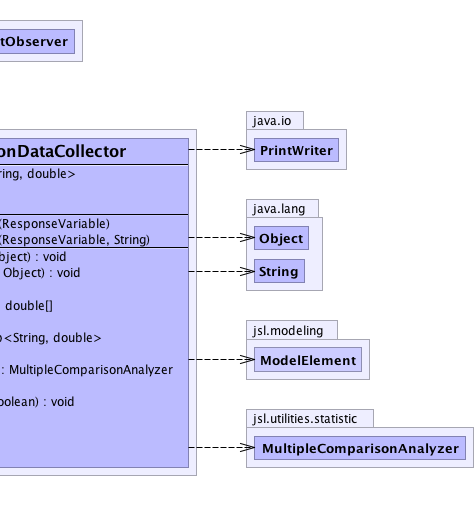 tObserver
onDataCollector
ring, double>
(ResponseVariable)
(ResponseVariable, String)
bject) : void
Object) : void
double[]
p<String, double>
: MultipleComparisonAnalyzer
oolean) : void
java.io
PrintWriter
java.lang
Object
String
jsl.modeling
ModelElement
jsl.utilities.statistic
MultipleComparisonAnalyzer